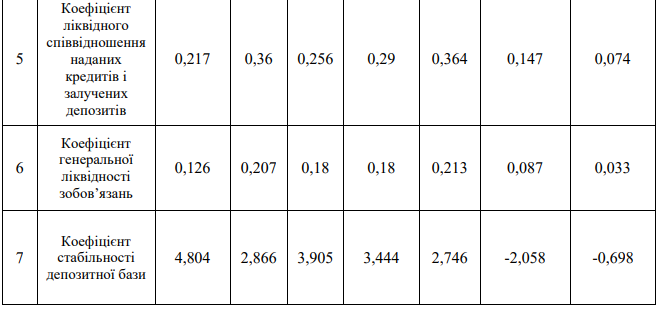 5
Коефіцієнт
ліквідного
співвідношення
наданих
кредитів і
залучених
депозитів
0,217 0,36 0,256 0,29 0,364 0,147 0,074
6
Коефіцієнт
генеральної
ліквідності
зобов’язань
0,126 0,207 0,18 0,18 0,213 0,087 0,033
7
Коефіцієнт
стабільності
депозитної бази
4,804 2,866 3,905 3,444 2,746 -2,058 -0,698